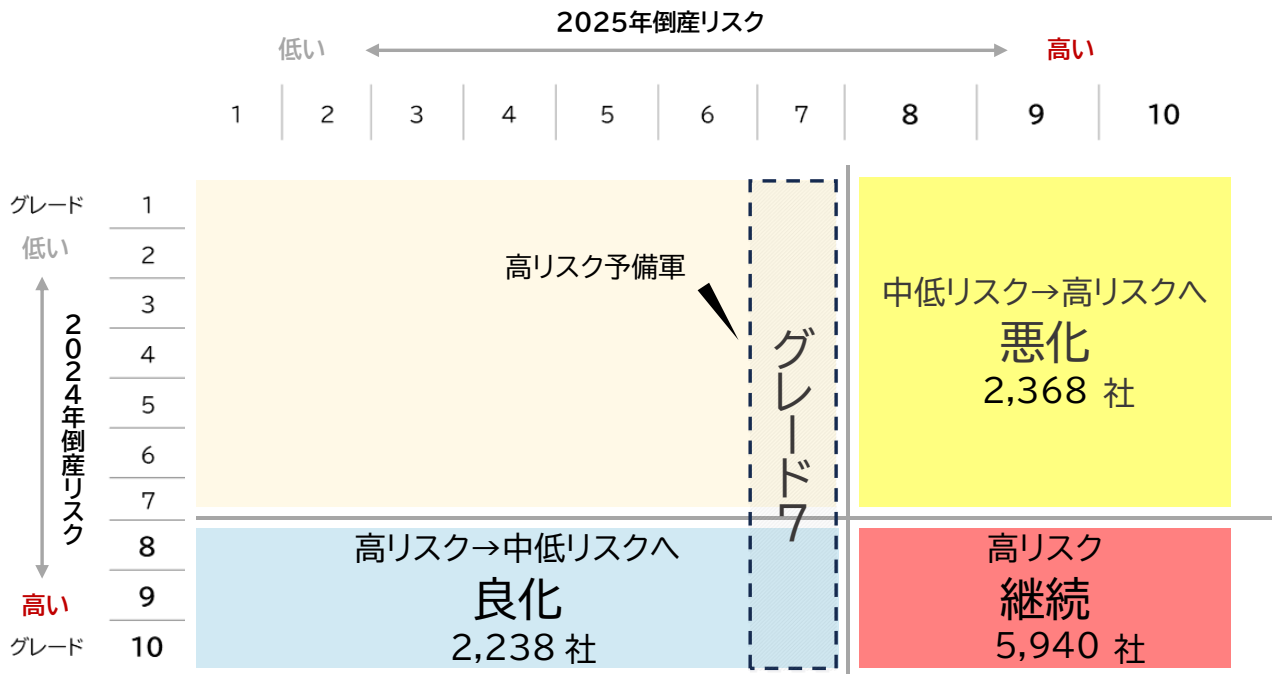 2025年倒産リスク
低い
高い
1 2 3 4 5 6 7 8 9 10
グレード 1
低い
2
3
4
5
6
7
8
9
10
2024年倒産リスク
高い
グレード
高リスク予備軍
グレード7
中低リスク→高リスクへ
悪化
2,368 社
高リスク→中低リスクへ
良化
2,238 社
高リスク
継続
5,940 社